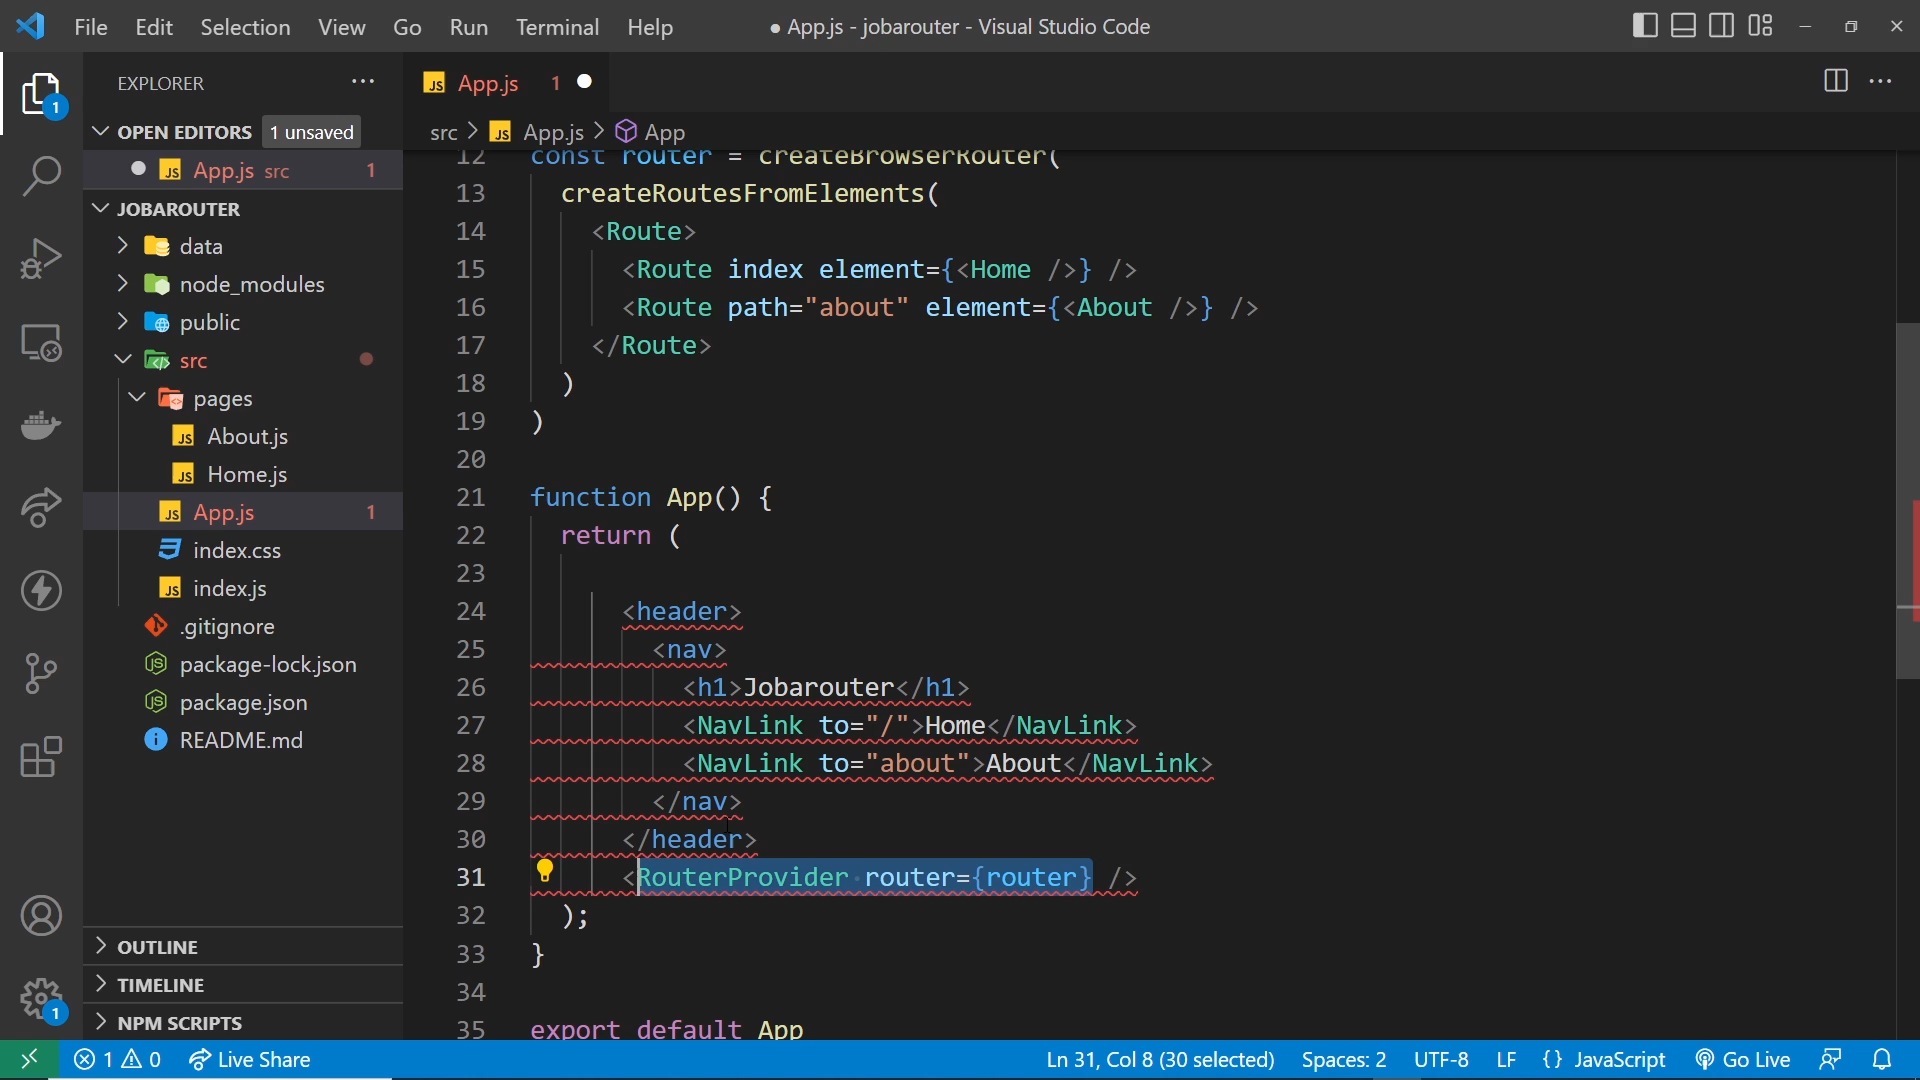 File Edit Selection View Go Run Terminal Help
● App.js - jobarouter - Visual Studio Code
EXPLORER
OPEN EDITORS 1 unsaved
App.js src 1
JOBAROUTER
data
node_modules
public
src
pages
About.js
Home.js
App.js 1
index.css
index.js
.gitignore
package-lock.json
package.json
README.md
OUTLINE
TIMELINE
NPM SCRIPTS
App.js 1
src > App.js > App
12 const router = createBrowserRouter(
13 createRoutesFromElements(
14 <Route>
15 <Route index element={<Home />} />
16 <Route path="about" element={<About />} />
17 </Route>
18 )
19 )
20
21 function App() {
22 return (
23
24 <header>
25 <nav>
26 <h1>Jobarouter</h1>
27 <NavLink to="/">Home</NavLink>
28 <NavLink to="about">About</NavLink>
29 </nav>
30 </header>
31 <RouterProvider router={router} />
32 );
33 }
34
35 export default App
1 0 Live Share
Ln 31, Col 8 (30 selected) Spaces: 2 UTF-8 LF {} JavaScript Go Live
1
1